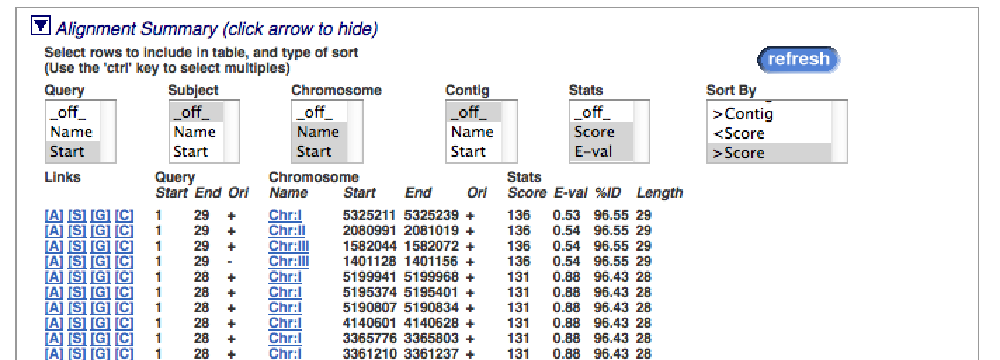 Alignment Summary (click arrow to hide)
Select rows to include in table, and type of sort
(Use the 'ctrl' key to select multiples)
refresh
Query Subject Chromosome Contig Stats Sort By
_off_ _off_ _off_ _off_ _off_ >Contig
Name Name Name Name Score <Score
Start Start Start Start E-val >Score
Links Query Chromosome Stats
Start End Ori Name Start End Ori Score E-val %ID Length
[A] [S] [G] [C] 1 29 + Chr:I 5325211 5325239 + 136 0.53 96.55 29
[A] [S] [G] [C] 1 29 + Chr:II 2080991 2081019 + 136 0.54 96.55 29
[A] [S] [G] [C] 1 29 + Chr:III 1582044 1582072 + 136 0.54 96.55 29
[A] [S] [G] [C] 1 29 - Chr:III 1401128 1401156 + 136 0.54 96.55 29
[A] [S] [G] [C] 1 28 + Chr:I 5199941 5199968 + 131 0.88 96.43 28
[A] [S] [G] [C] 1 28 + Chr:I 5195374 5195401 + 131 0.88 96.43 28
[A] [S] [G] [C] 1 28 + Chr:I 5190807 5190834 + 131 0.88 96.43 28
[A] [S] [G] [C] 1 28 + Chr:I 4140601 4140628 + 131 0.88 96.43 28
[A] [S] [G] [C] 1 28 + Chr:I 3365776 3365803 + 131 0.88 96.43 28
[A] [S] [G] [C] 1 28 + Chr:I 3361210 3361237 + 131 0.88 96.43 28